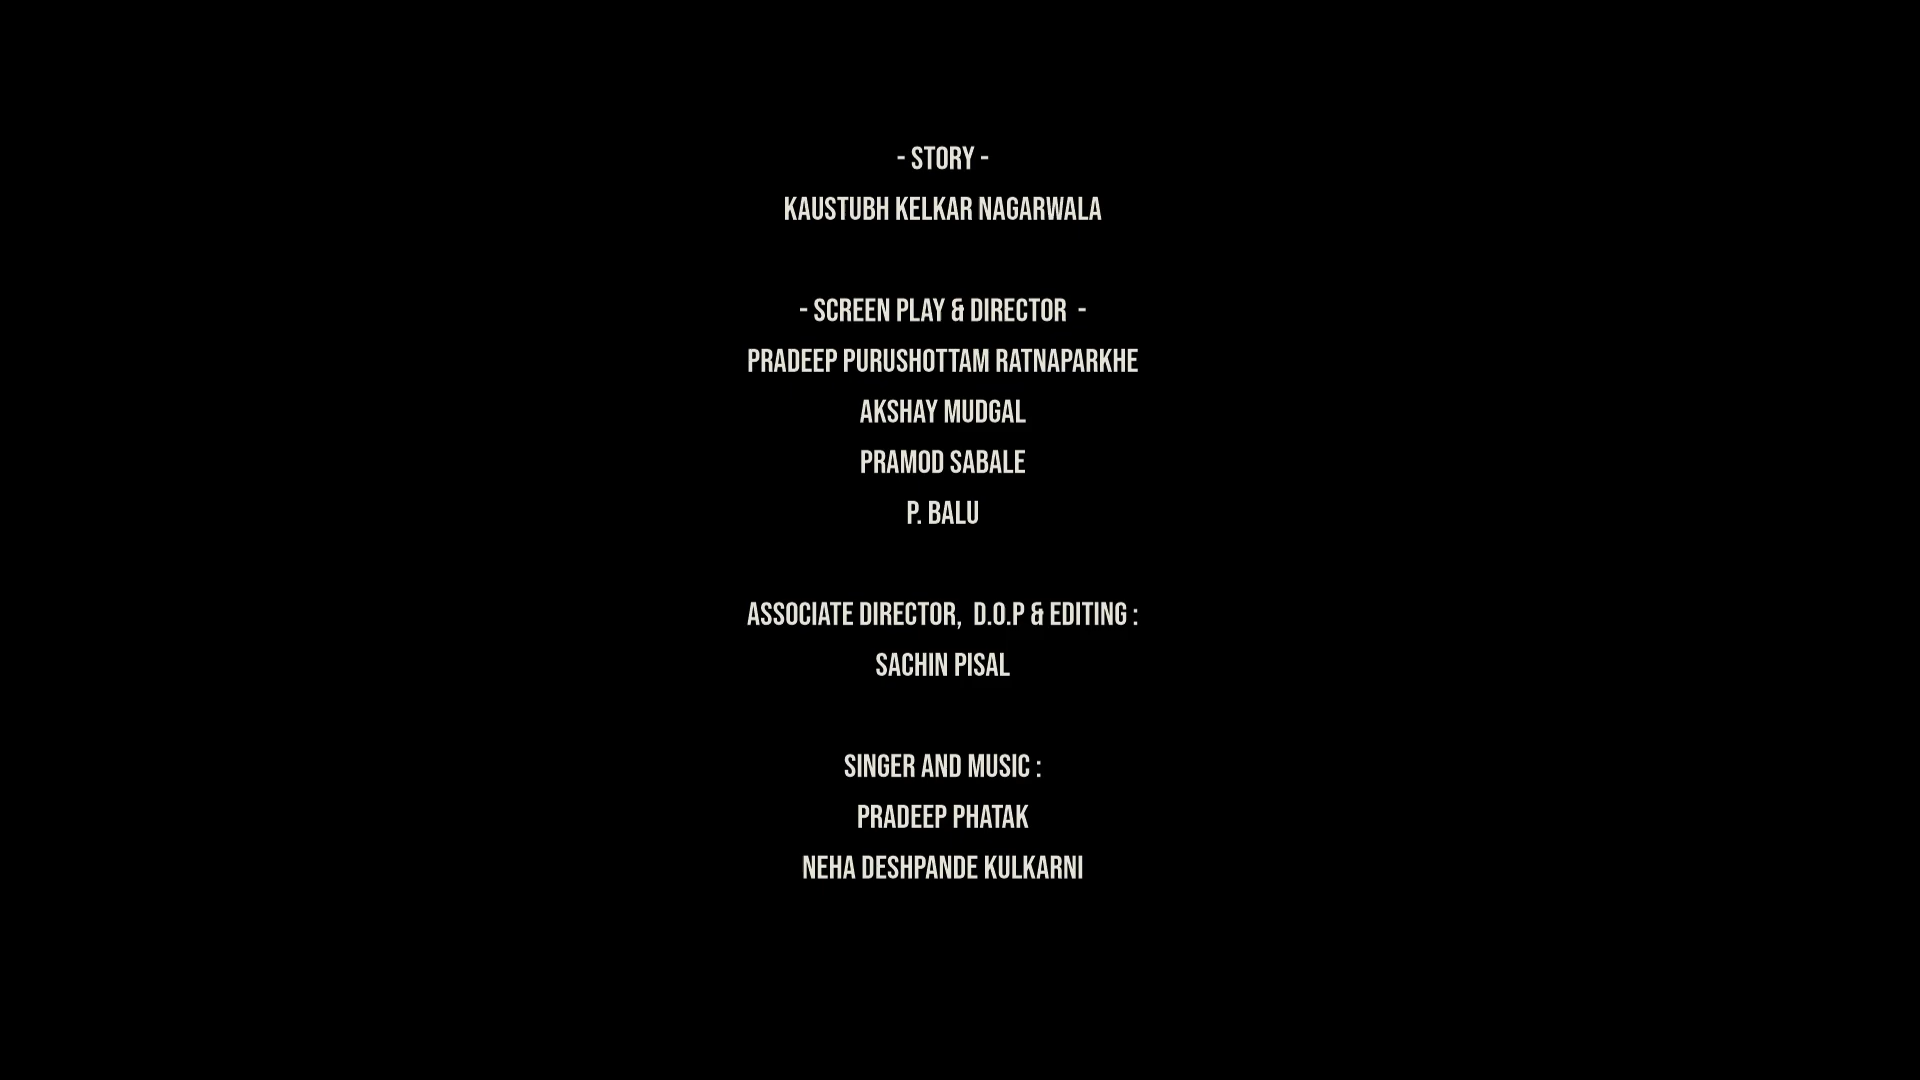 - STORY -
KAUSTUBH KELKAR NAGARWALA
- SCREEN PLAY & DIRECTOR -
PRADEEP PURUSHOTTAM RATNAPARKHE
AKSHAY MUDGAL
PRAMOD SABALE
P. BALU
ASSOCIATE DIRECTOR, D.O.P & EDITING :
SACHIN PISAL
SINGER AND MUSIC :
PRADEEP PHATAK
NEHA DESHPANDE KULKARNI